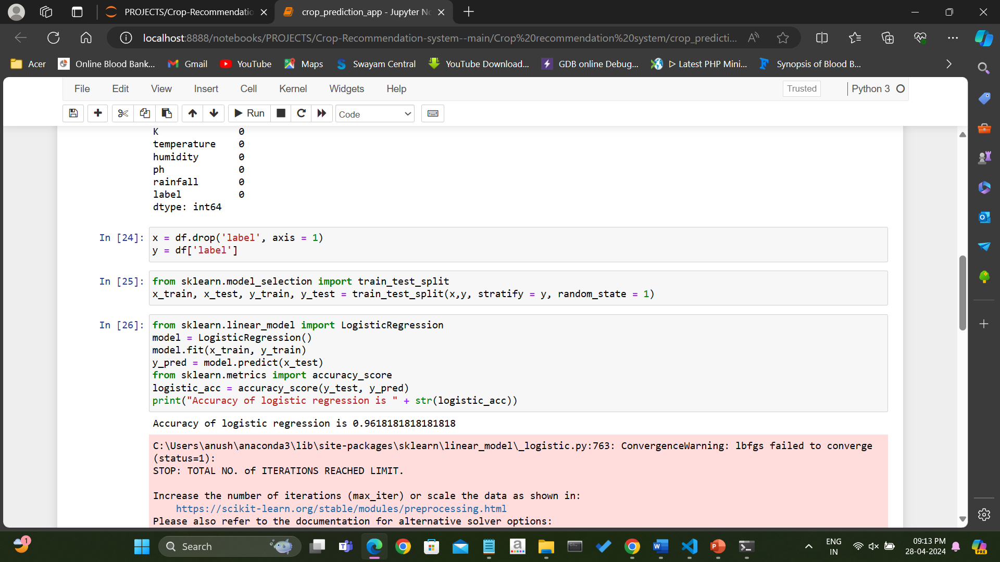 PROJECTS/Crop-Recommendatio
crop_prediction_app - Jupyter No
localhost:8888/notebooks/PROJECTS/Crop-Recommendation-system--main/Crop%20recommendation%20system/crop_predicti...
Acer
Online Blood Bank...
Gmail
YouTube
Maps
Swayam Central
YouTube Download...
GDB online Debug...
▷ Latest PHP Mini...
Synopsis of Blood B...
File Edit View Insert Cell Kernel Widgets Help
Trusted
Python 3
Run
Code
K 0
temperature 0
humidity 0
ph 0
rainfall 0
label 0
dtype: int64
In [24]: x = df.drop('label', axis = 1)
y = df['label']
In [25]: from sklearn.model_selection import train_test_split
x_train, x_test, y_train, y_test = train_test_split(x,y, stratify = y, random_state = 1)
In [26]: from sklearn.linear_model import LogisticRegression
model = LogisticRegression()
model.fit(x_train, y_train)
y_pred = model.predict(x_test)
from sklearn.metrics import accuracy_score
logistic_acc = accuracy_score(y_test, y_pred)
print("Accuracy of logistic regression is " + str(logistic_acc))
Accuracy of logistic regression is 0.9618181818181818
C:\Users\anush\anaconda3\lib\site-packages\sklearn\linear_model\_logistic.py:763: ConvergenceWarning: lbfgs failed to converge
(status=1):
STOP: TOTAL NO. of ITERATIONS REACHED LIMIT.
Increase the number of iterations (max_iter) or scale the data as shown in:
https://scikit-learn.org/stable/modules/preprocessing.html
Please also refer to the documentation for alternative solver options:
1
Search
ENG
IN
09:13 PM
28-04-2024
PRE